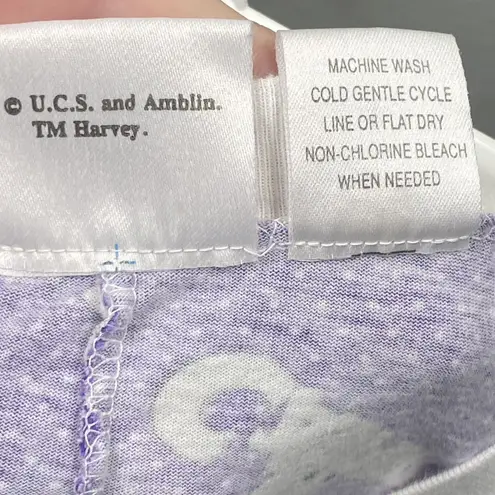 © U.C.S. and Amblin.
TM Harvey.
MACHINE WASH
COLD GENTLE CYCLE
LINE OR FLAT DRY
NON-CHLORINE BLEACH
WHEN NEEDED